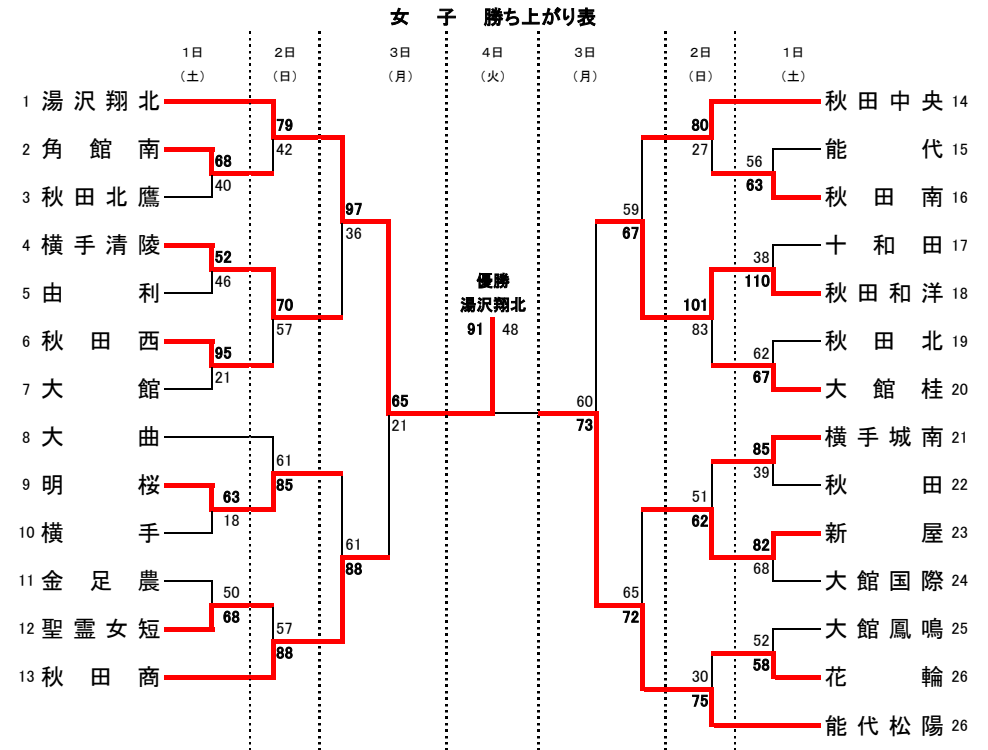 女 子 勝ち上がり表
1日 2日 3日 4日 3日 2日 1日
（土） （日） （月） （火） （月） （日） （土）
1 湯沢翔北 秋田中央 14
79 80
2 角館南 42 27 能代 15
68 56
40 63
3 秋田北鷹 秋田南 16
97 59
36 67
4 横手清陵 十和田 17
52 38
46 110
5 由利 秋田和洋 18
優勝
湯沢翔北
70 101
57 83
91 48
6 秋田西 秋田北 19
95 62
21 67
7 大館 大館桂 20
65 60
21 73
8 大曲 横手城南 21
85
61 39
85
9 明桜 秋田 22
63 51
18 62
10 横手 新屋 23
61 82
88 68
11 金足農 大館国際 24
50 65
68 72
12 聖霊女短 大館鳳鳴 25
57 52
88 58
13 秋田商 30 花輪 26
75
能代松陽 26